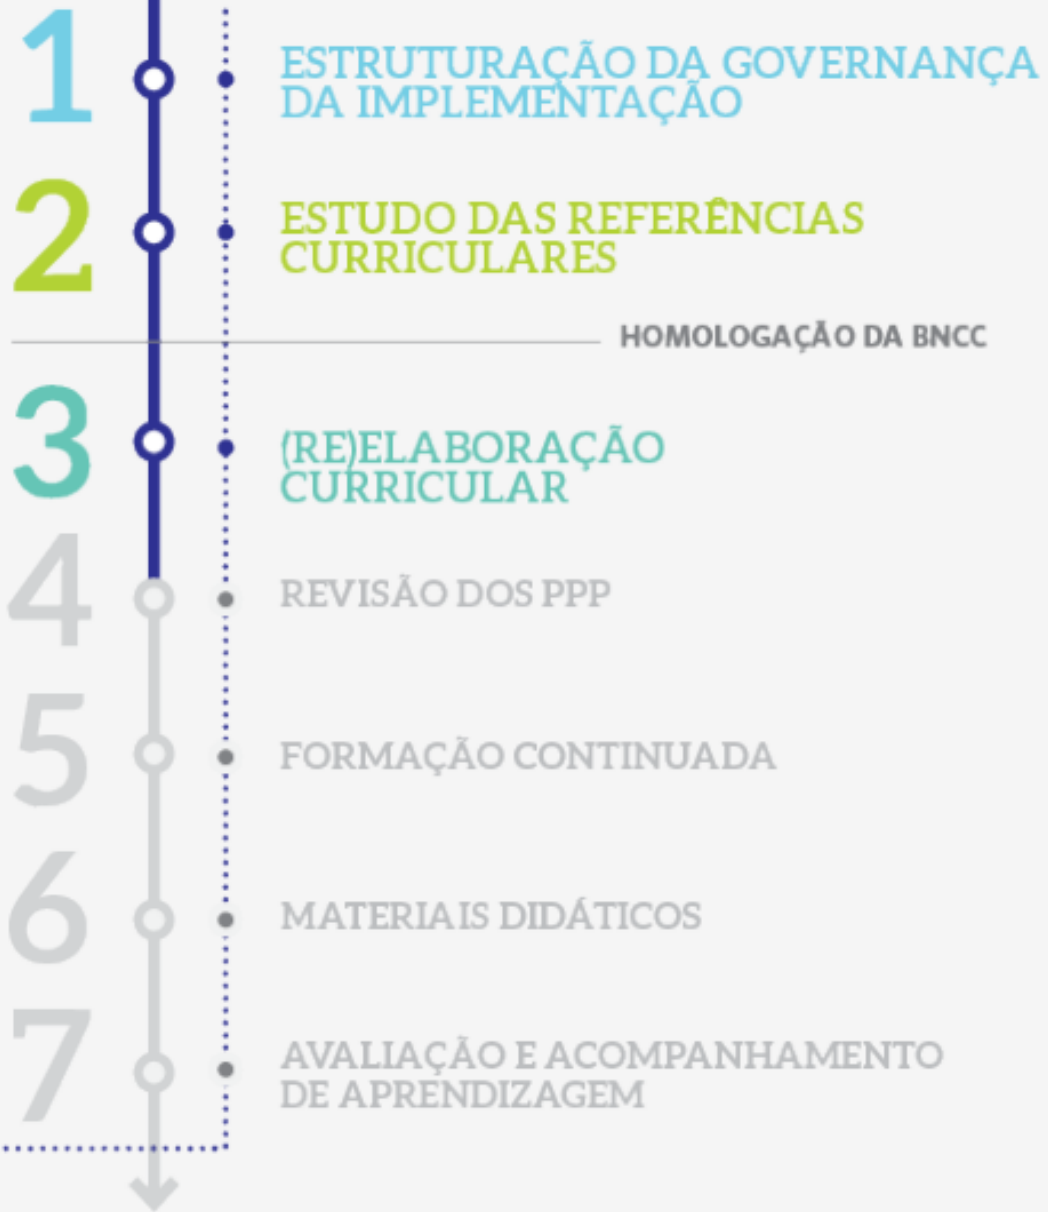 1
ESTRUTURAÇÃO DA GOVERNANÇA
DA IMPLEMENTAÇÃO
2
ESTUDO DAS REFERÊNCIAS
CURRICULARES
HOMOLOGAÇÃO DA BNCC
3
(RE)ELABORAÇÃO
CURRICULAR
4
REVISÃO DOS PPP
5
FORMAÇÃO CONTINUADA
6
MATERIAIS DIDÁTICOS
7
AVALIAÇÃO E ACOMPANHAMENTO
DE APRENDIZAGEM